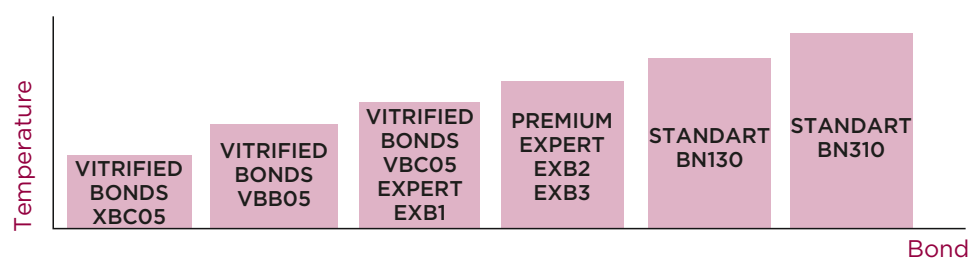 Temperature
VITRIFIED
BONDS
XBC05
VITRIFIED
BONDS
VBB05
VITRIFIED
BONDS
VBC05
EXPERT
EXB1
PREMIUM
EXPERT
EXB2
EXB3
STANDART
BN130
STANDART
BN310
Bond